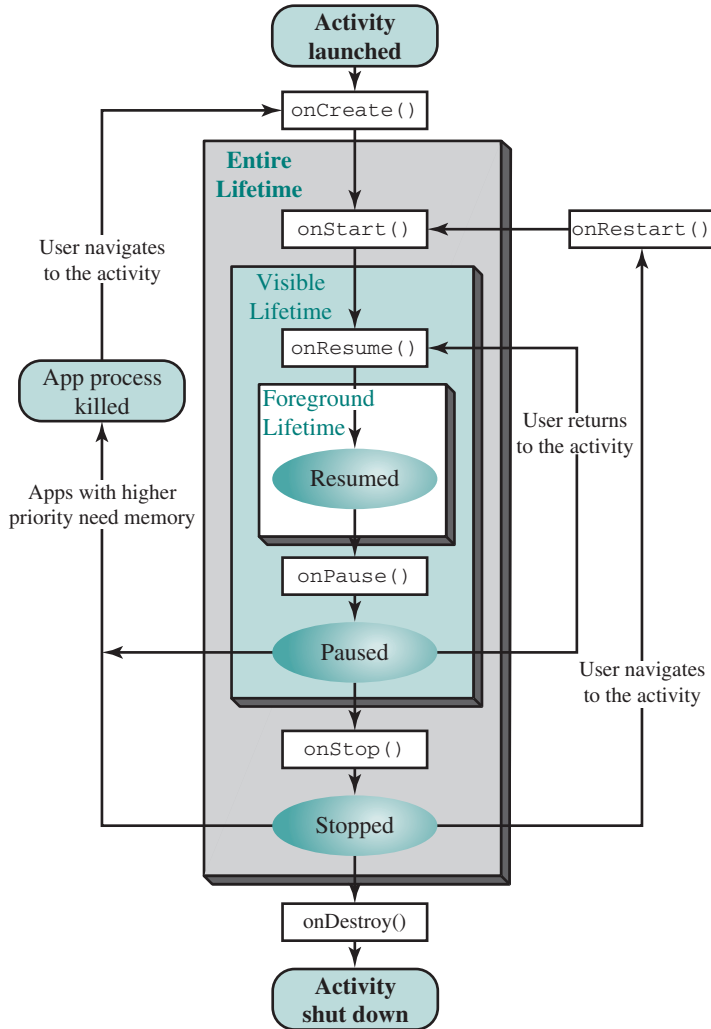 Activity
launched
onCreate()
Entire
Lifetime
onStart()
onRestart()
User navigates
to the activity
Visible
Lifetime
onResume()
App process
killed
Foreground
Lifetime
User returns
to the activity
Resumed
Apps with higher
priority need memory
onPause()
Paused
User navigates
to the activity
onStop()
Stopped
onDestroy()
Activity
shut down